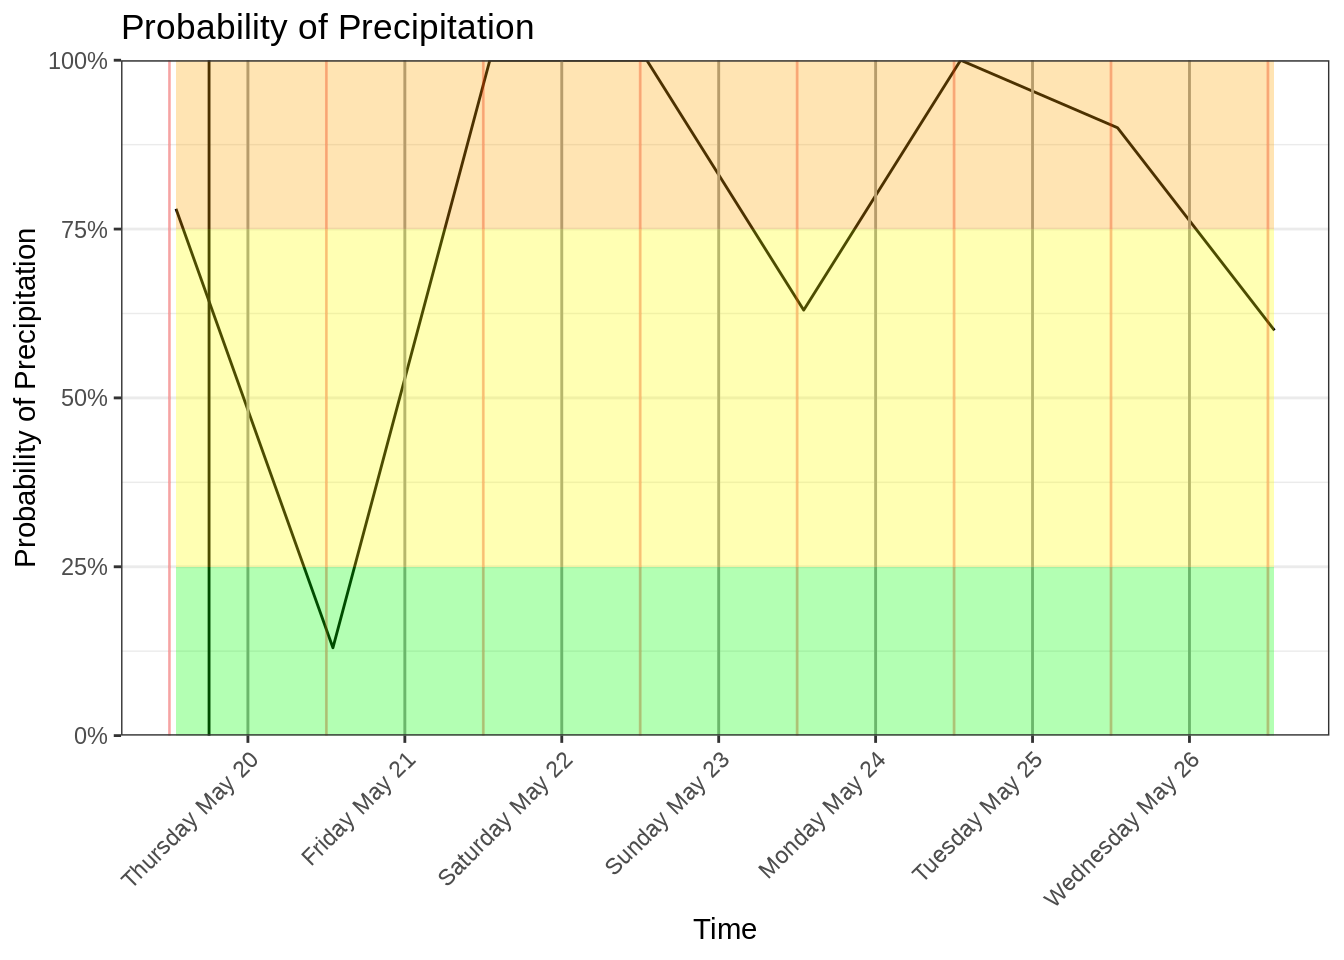 Probability of Precipitation
Probability of Precipitation
100%
75%
50%
25%
0%
Thursday May 20
Friday May 21
Saturday May 22
Sunday May 23
Monday May 24
Tuesday May 25
Wednesday May 26
Time